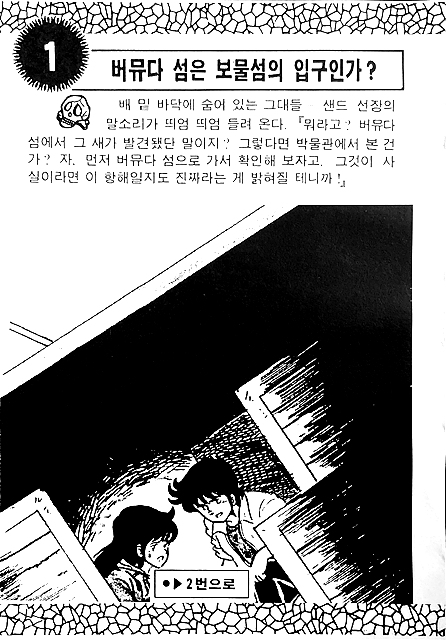 1
버뮤다 섬은 보물섬의 입구인가?
배 밑 바닥에 숨어 있는 그대들― 샌드 선장의
말소리가 띄엄 띄엄 들려 온다. 『뭐라고? 버뮤다
섬에서 그 새가 발견됐단 말이지? 그렇다면 박물관에서 본 건
가? 자, 먼저 버뮤다 섬으로 가서 확인해 보자고. 그것이 사
실이라면 이 항해일지도 진짜라는 게 밝혀질 테니까!』
●▶2번으로